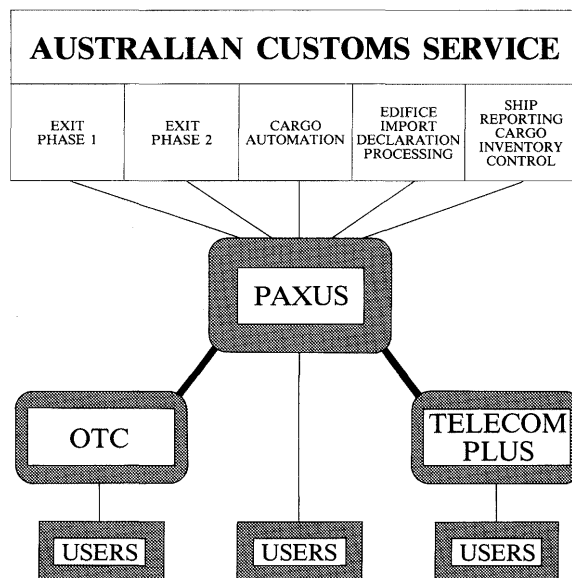 AUSTRALIAN CUSTOMS SERVICE
EXIT
PHASE 1
EXIT
PHASE 2
CARGO
AUTOMATION
EDIFICE
IMPORT
DECLARATION
PROCESSING
SHIP
REPORTING
CARGO
INVENTORY
CONTROL
PAXUS
OTC
TELECOM
PLUS
USERS
USERS
USERS